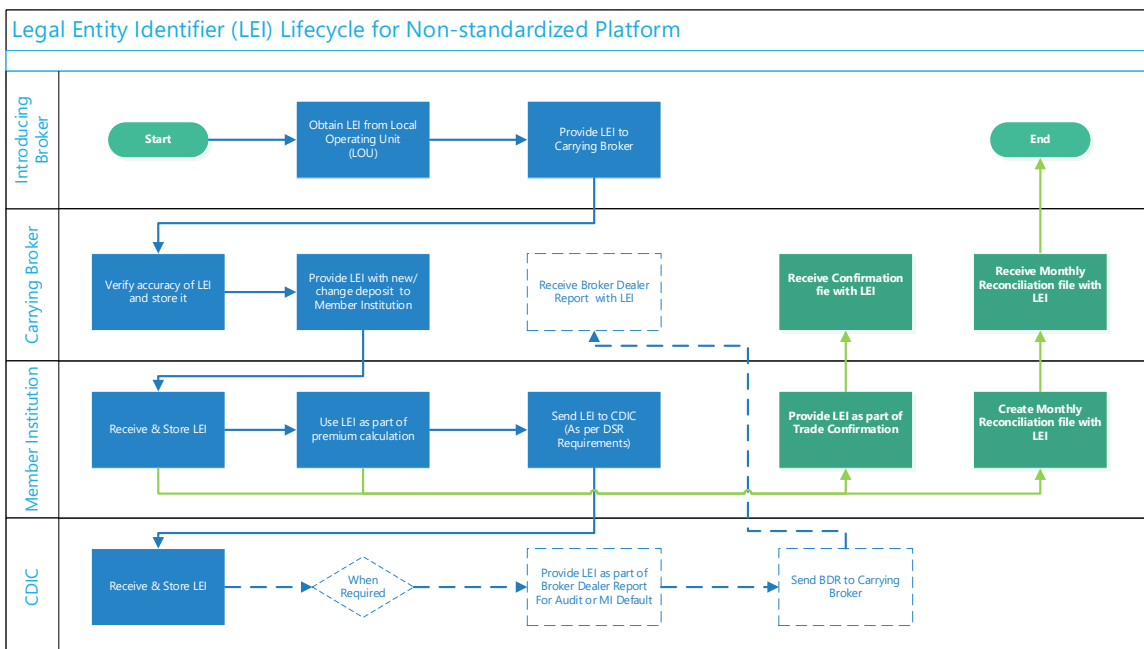 Legal Entity Identifier (LEI) Lifecycle for Non-standardized Platform
Introducing
Broker
Start
Obtain LEI from Local
Operating Unit
(LOU)
Provide LEI to
Carrying Broker
End
Carrying Broker
Verify accuracy of LEI
and store it
Provide LEI with new/
change deposit to
Member Institution
Receive Broker Dealer
Report with LEI
Receive Confirmation
fie with LEI
Receive Monthly
Reconciliation file with
LEI
Member Institution
Receive & Store LEI
Use LEI as part of
premium calculation
Send LEI to CDIC
(As per DSR
Requirements)
Provide LEI as part of
Trade Confirmation
Create Monthly
Reconciliation file with
LEI
CDIC
Receive & Store LEI
When
Required
Provide LEI as part of
Broker Dealer Report
For Audit or MI Default
Send BDR to Carrying
Broker